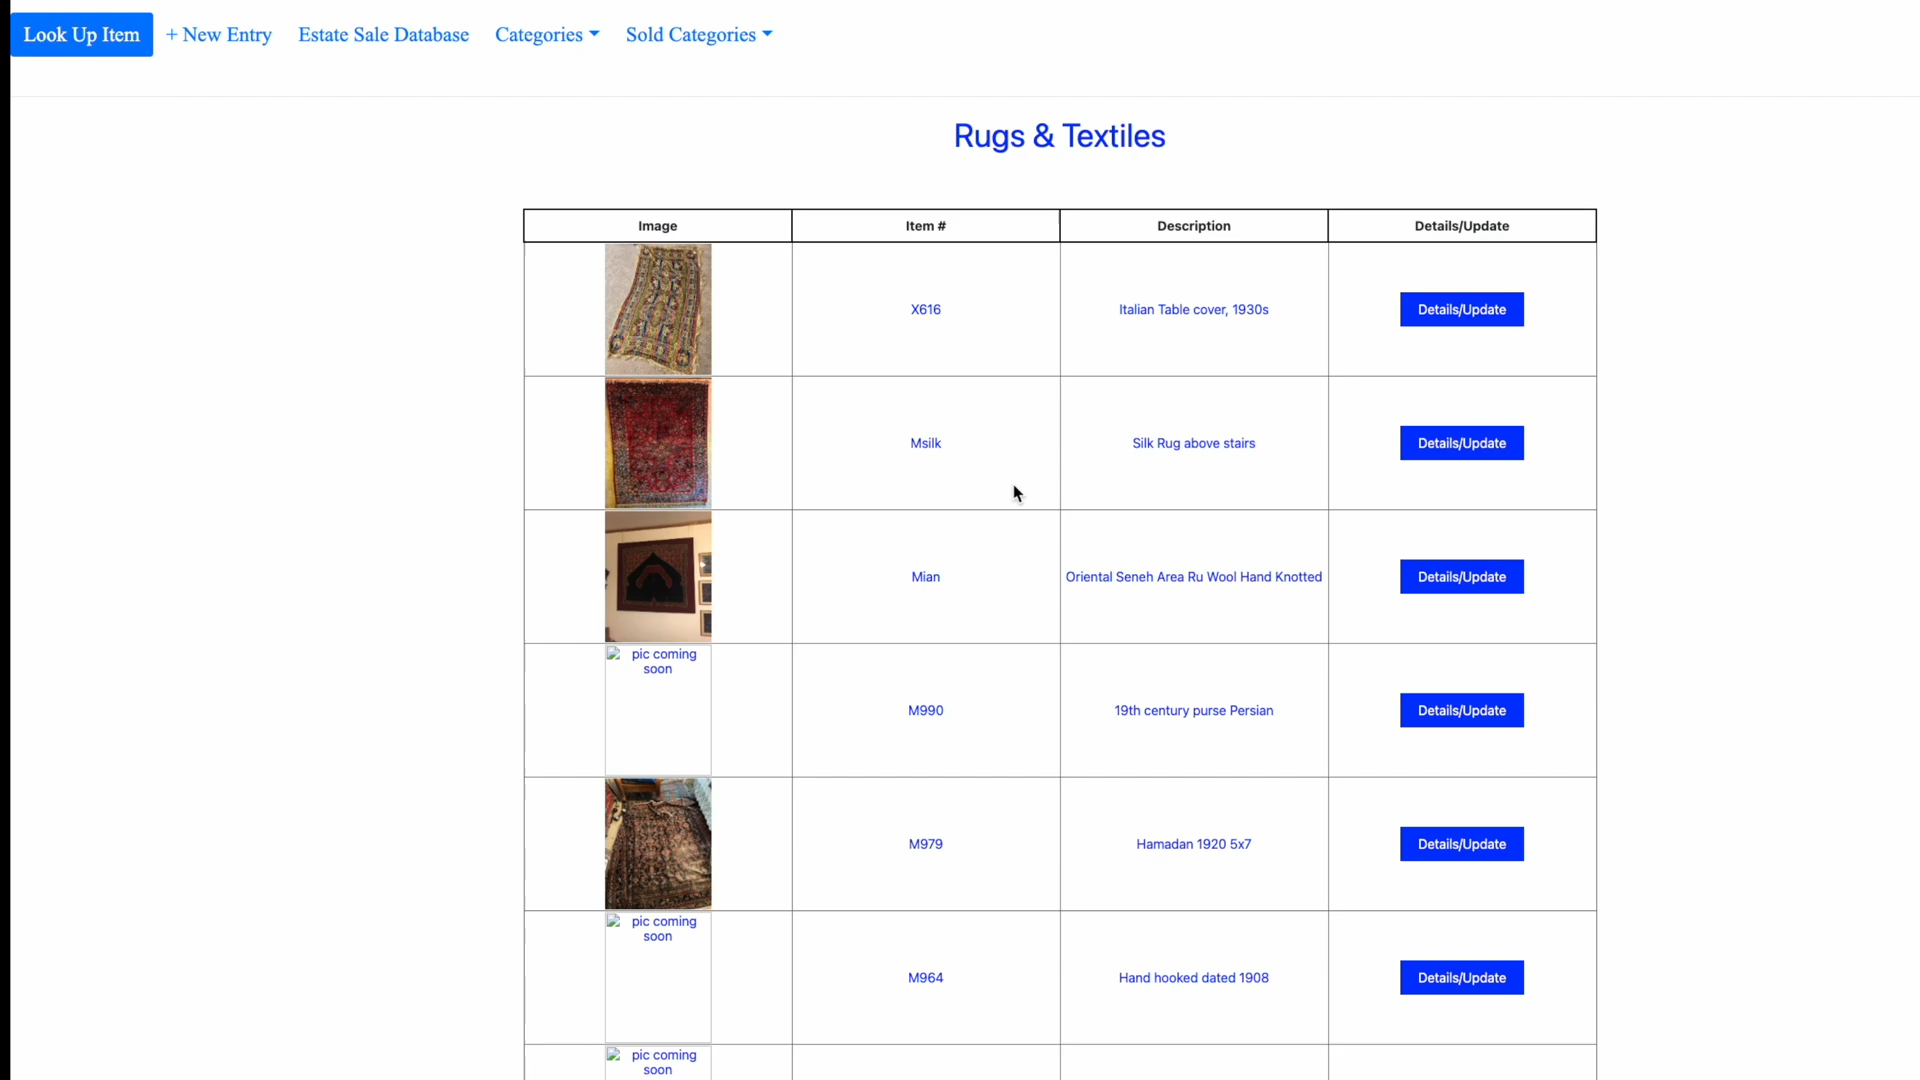 Look Up Item + New Entry Estate Sale Database Categories Sold Categories
Rugs & Textiles
Image Item # Description Details/Update
X616 Italian Table cover, 1930s Details/Update
Msilk Silk Rug above stairs Details/Update
Mian Oriental Seneh Area Ru Wool Hand Knotted Details/Update
pic coming
soon
M990 19th century purse Persian Details/Update
M979 Hamadan 1920 5x7 Details/Update
pic coming
soon
M964 Hand hooked dated 1908 Details/Update
pic coming
soon